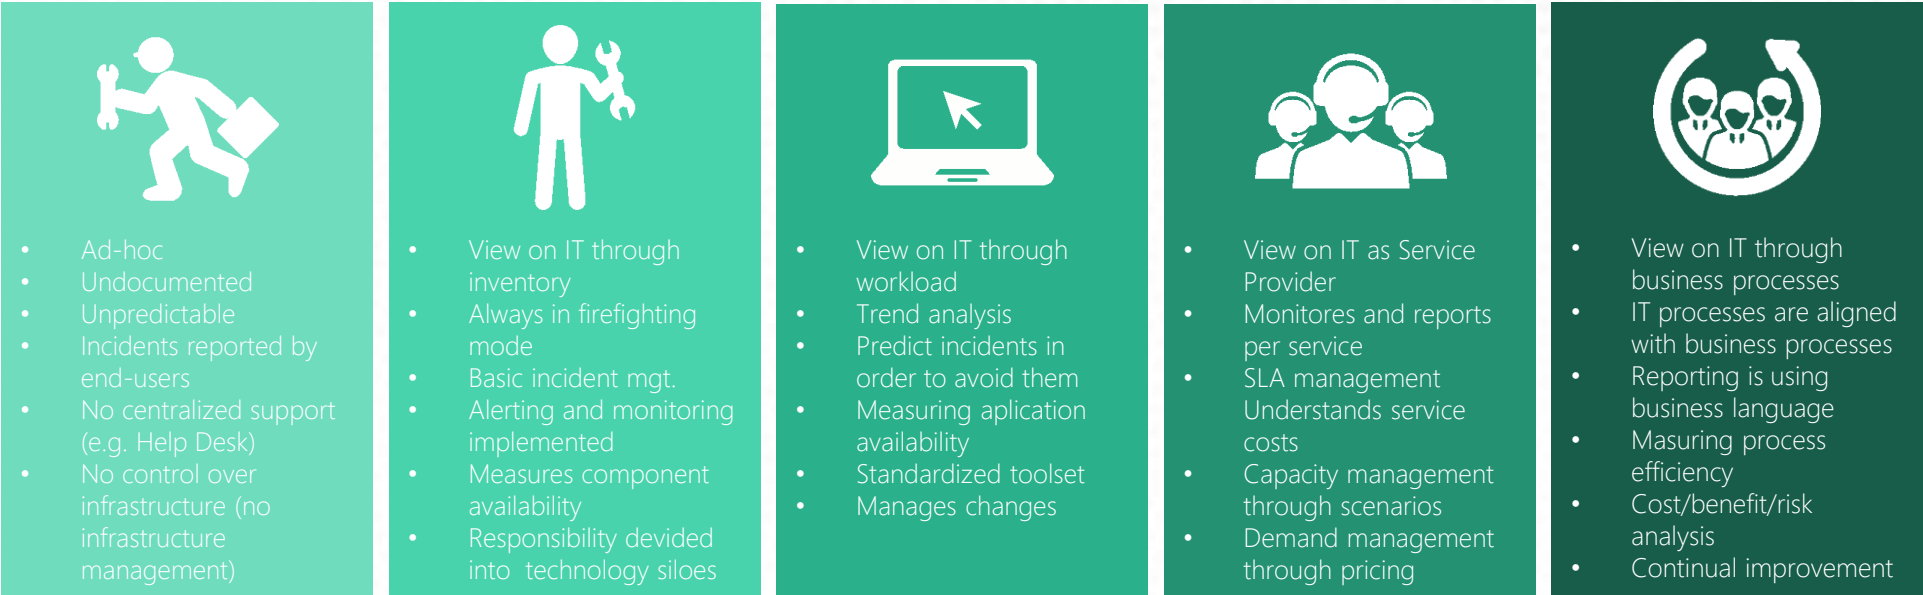 • Ad-hoc
• Undocumented
• Unpredictable
• Incidents reported by
end-users
• No centralized support
(e.g. Help Desk)
• No control over
infrastructure (no
infrastructure
management)
• View on IT through
inventory
• Always in firefighting
mode
• Basic incident mgt.
• Alerting and monitoring
implemented
• Measures component
availability
• Responsibility devided
into technology siloes
• View on IT through
workload
• Trend analysis
• Predict incidents in
order to avoid them
• Measuring aplication
availability
• Standardized toolset
• Manages changes
• View on IT as Service
Provider
• Monitores and reports
per service
• SLA management
Understands service
costs
• Capacity management
through scenarios
• Demand management
through pricing
• View on IT through
business processes
• IT processes are aligned
with business processes
• Reporting is using
business language
• Masuring process
efficiency
• Cost/benefit/risk
analysis
• Continual improvement